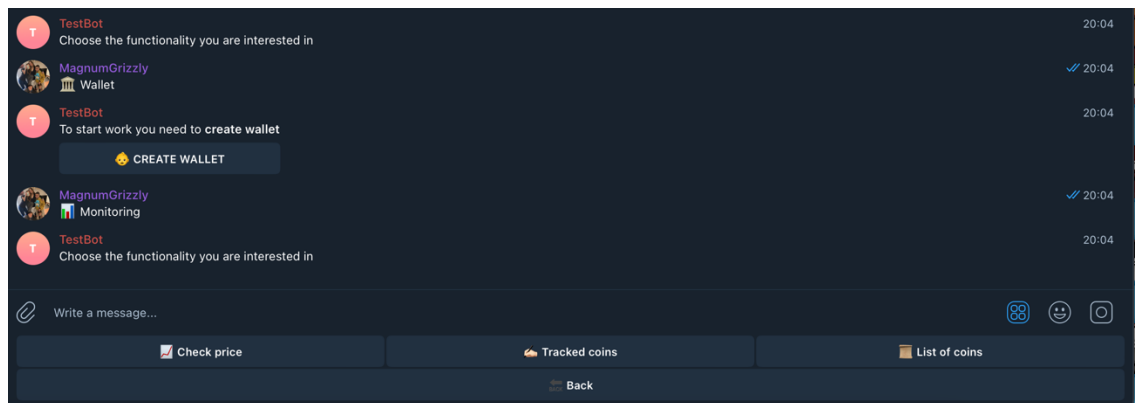 TestBot 20:04
Choose the functionality you are interested in
MagnumGrizzly 20:04
🏛 Wallet
TestBot 20:04
To start work you need to create wallet
👶 CREATE WALLET
MagnumGrizzly 20:04
📊 Monitoring
TestBot 20:04
Choose the functionality you are interested in
Write a message...
📈 Check price
✍🏻 Tracked coins
📜 List of coins
🔙 Back
T
T
T